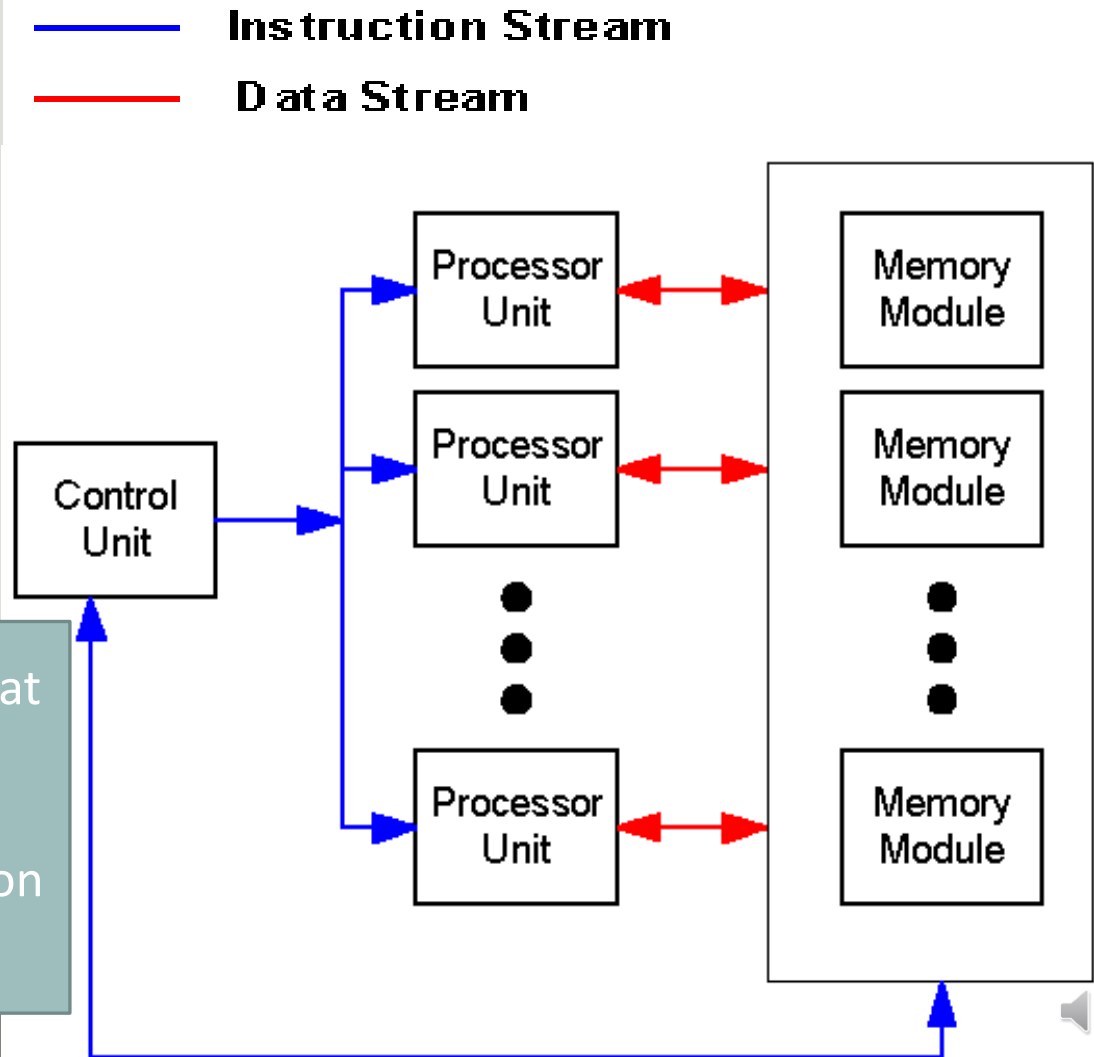 Instruction Stream
Data Stream
Processor
Unit
Memory
Module
Processor
Unit
Memory
Module
Control
Unit
at
on
Processor
Unit
Memory
Module